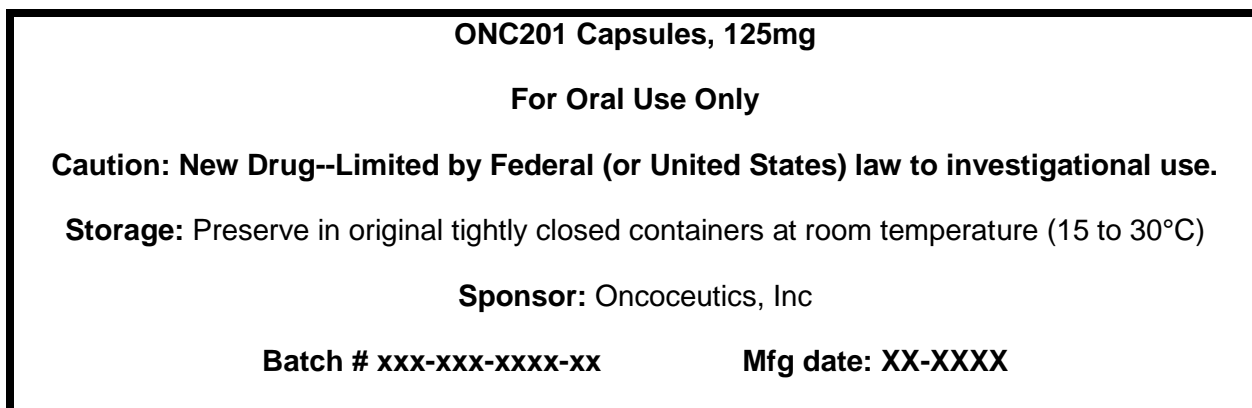 ONC201 Capsules, 125mg
For Oral Use Only
Caution: New Drug--Limited by Federal (or United States) law to investigational use.
Storage: Preserve in original tightly closed containers at room temperature (15 to 30°C)
Sponsor: Oncoceutics, Inc
Batch # xxx-xxx-xxxx-xx Mfg date: XX-XXXX